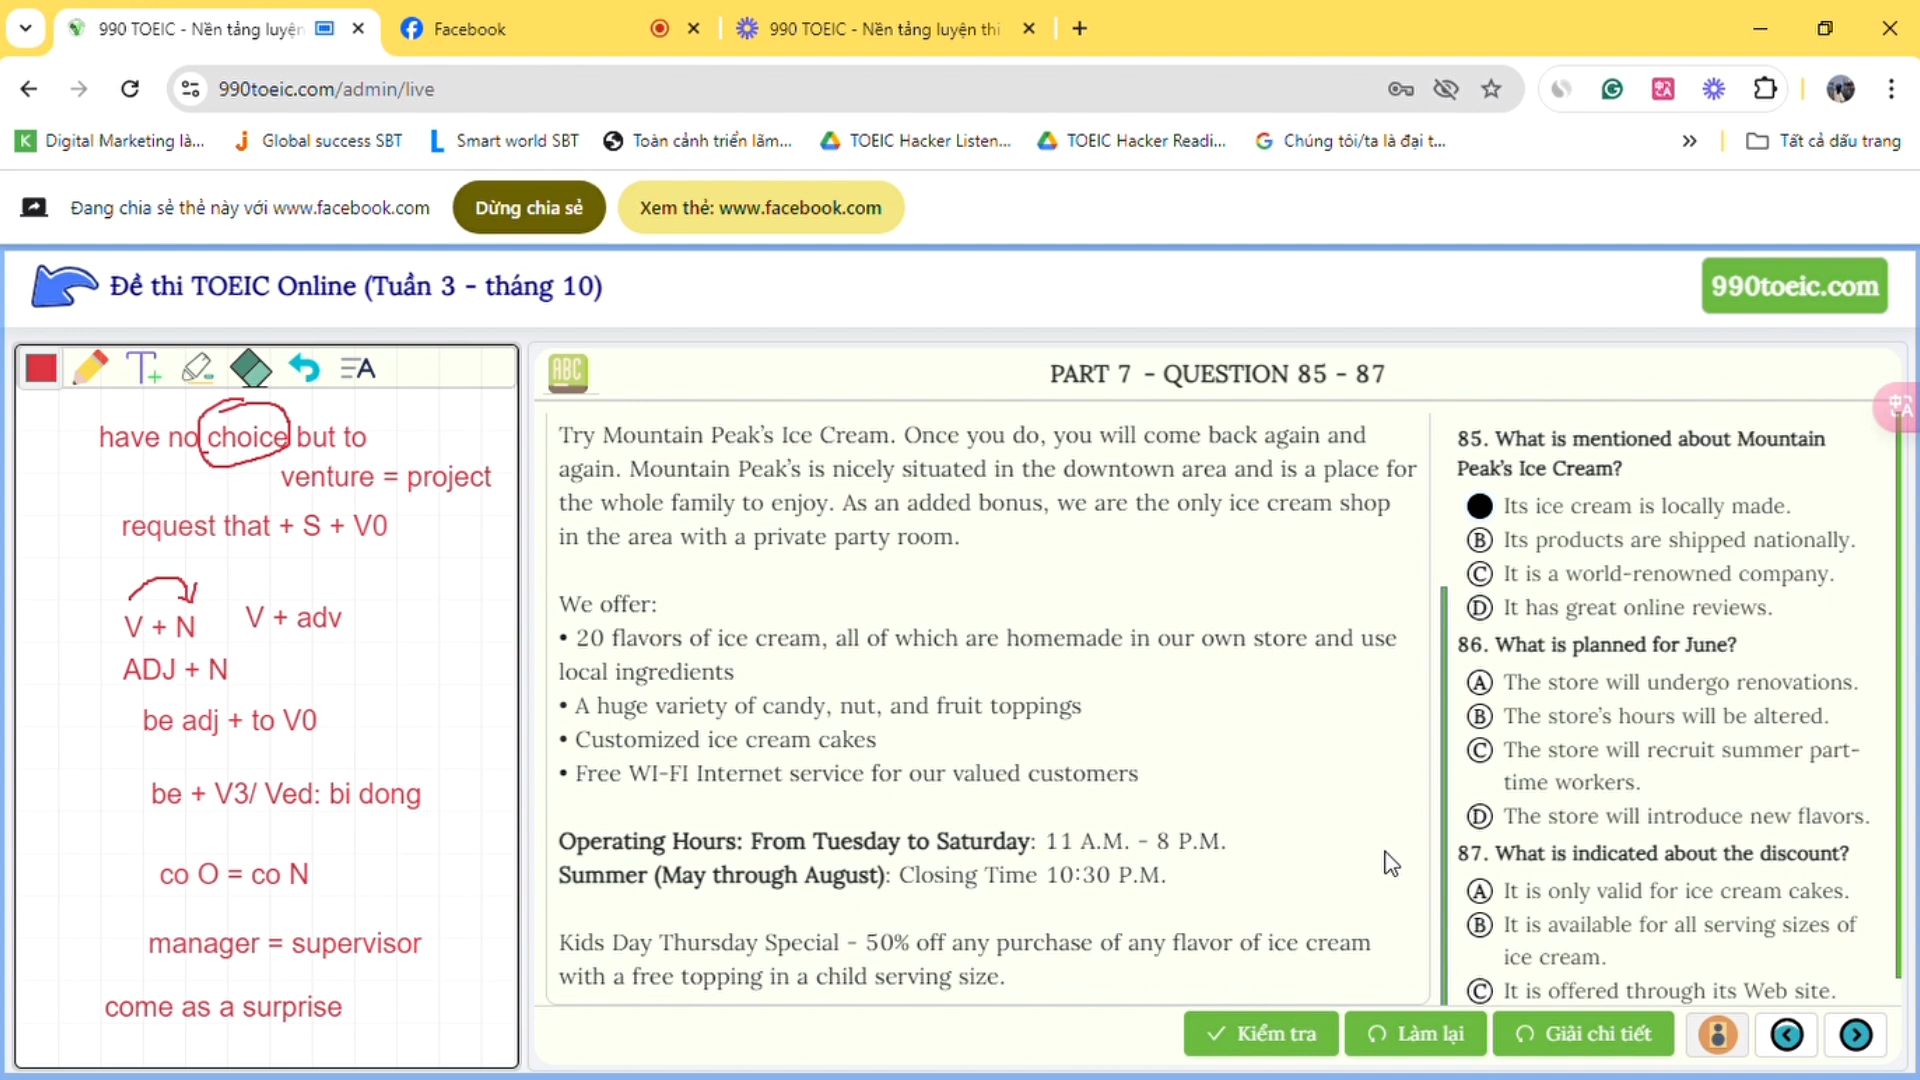 990 TOEIC - Nền tảng luyện
Facebook
990 TOEIC - Nền tảng luyện thi
990toeic.com/admin/live
Digital Marketing là...
Global success SBT
Smart world SBT
Toàn cảnh triển lãm...
TOEIC Hacker Listen...
TOEIC Hacker Readi...
Chúng tôi/ta là đại t...
Tất cả dấu trang
Đang chia sẻ thẻ này với www.facebook.com
Dừng chia sẻ
Xem thẻ: www.facebook.com
Đề thi TOEIC Online (Tuần 3 - tháng 10)
990toeic.com
have no choice but to
venture = project
request that + S + V0
V + N
V + adv
ADJ + N
be adj + to V0
be + V3/ Ved: bi dong
co O = co N
manager = supervisor
come as a surprise
ABC
PART 7 - QUESTION 85 - 87
Try Mountain Peak's Ice Cream. Once you do, you will come back again and
again. Mountain Peak's is nicely situated in the downtown area and is a place for
the whole family to enjoy. As an added bonus, we are the only ice cream shop
in the area with a private party room.
We offer:
• 20 flavors of ice cream, all of which are homemade in our own store and use
local ingredients
• A huge variety of candy, nut, and fruit toppings
• Customized ice cream cakes
• Free WI-FI Internet service for our valued customers
Operating Hours: From Tuesday to Saturday: 11 A.M. - 8 P.M.
Summer (May through August): Closing Time 10:30 P.M.
Kids Day Thursday Special - 50% off any purchase of any flavor of ice cream
with a free topping in a child serving size.
85. What is mentioned about Mountain
Peak's Ice Cream?
Its ice cream is locally made.
B Its products are shipped nationally.
C It is a world-renowned company.
D It has great online reviews.
86. What is planned for June?
A The store will undergo renovations.
B The store's hours will be altered.
C The store will recruit summer part-
time workers.
D The store will introduce new flavors.
87. What is indicated about the discount?
A It is only valid for ice cream cakes.
B It is available for all serving sizes of
ice cream.
C It is offered through its Web site.
Kiểm tra
Làm lại
Giải chi tiết